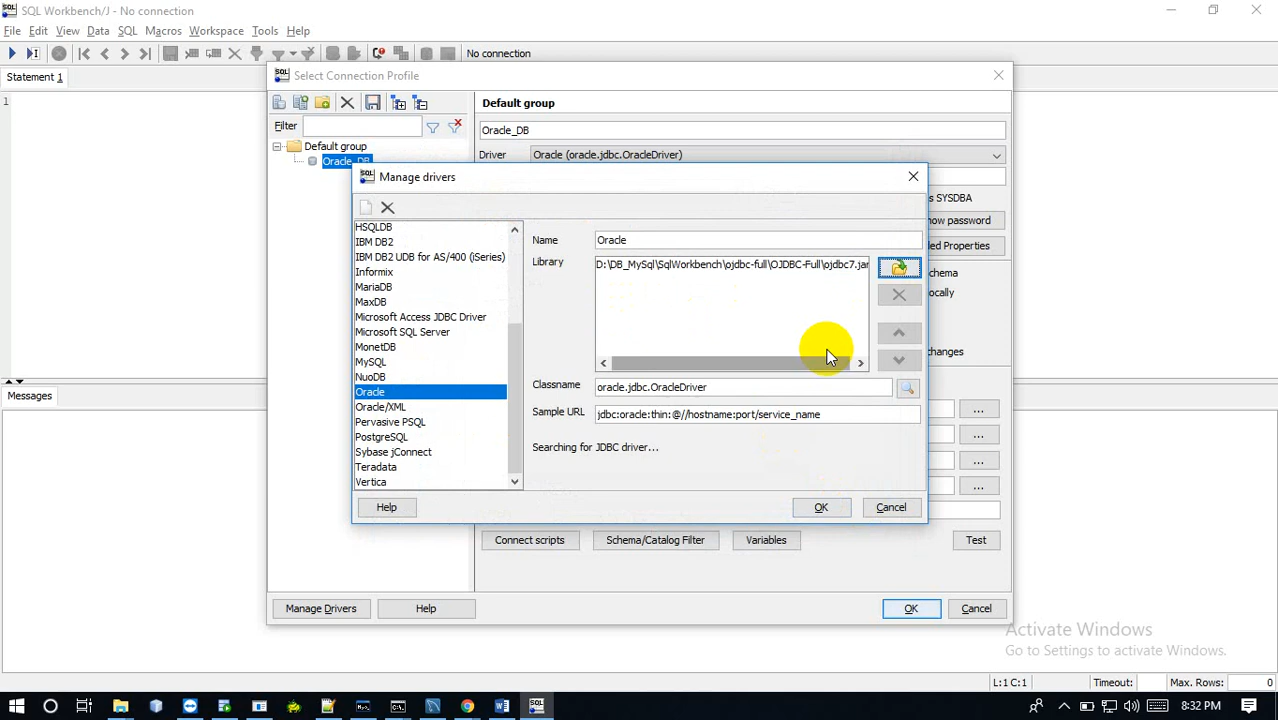 SQL Workbench/J - No connection
File Edit View Data SQL Macros Workspace Tools Help
No connection
Statement 1
1
Select Connection Profile
Default group
Filter
Oracle_DB
Default group
Driver Oracle (oracle.jdbc.OracleDriver)
Oracle_DB
Manage drivers
SYSDBA
HSQLDB
IBM DB2
IBM DB2 UDB for AS/400 (iSeries)
Informix
MariaDB
MaxDB
Microsoft Access JDBC Driver
Microsoft SQL Server
MonetDB
MySQL
NuoDB
Oracle
Oracle/XML
Pervasive PSQL
PostgreSQL
Sybase jConnect
Teradata
Vertica
Name Oracle
Library D:\DB_MySql\SqlWorkbench\ojdbc-full\OJDBC-Full\ojdbc7.jar
Classname oracle.jdbc.OracleDriver
Sample URL jdbc:oracle:thin:@//hostname:port/service_name
Searching for JDBC driver...
Help OK Cancel
password
Properties
...
...
...
...
Messages
Connect scripts Schema/Catalog Filter Variables Test
Manage Drivers Help OK Cancel
Activate Windows
Go to Settings to activate Windows.
L:1 C:1 Timeout: Max. Rows: 0
8:32 PM